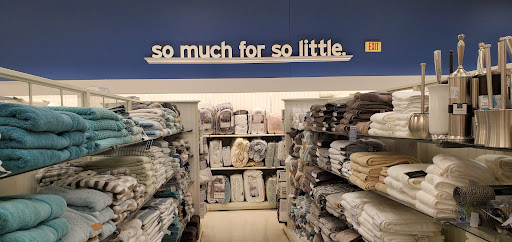 so much for so little.
EXIT